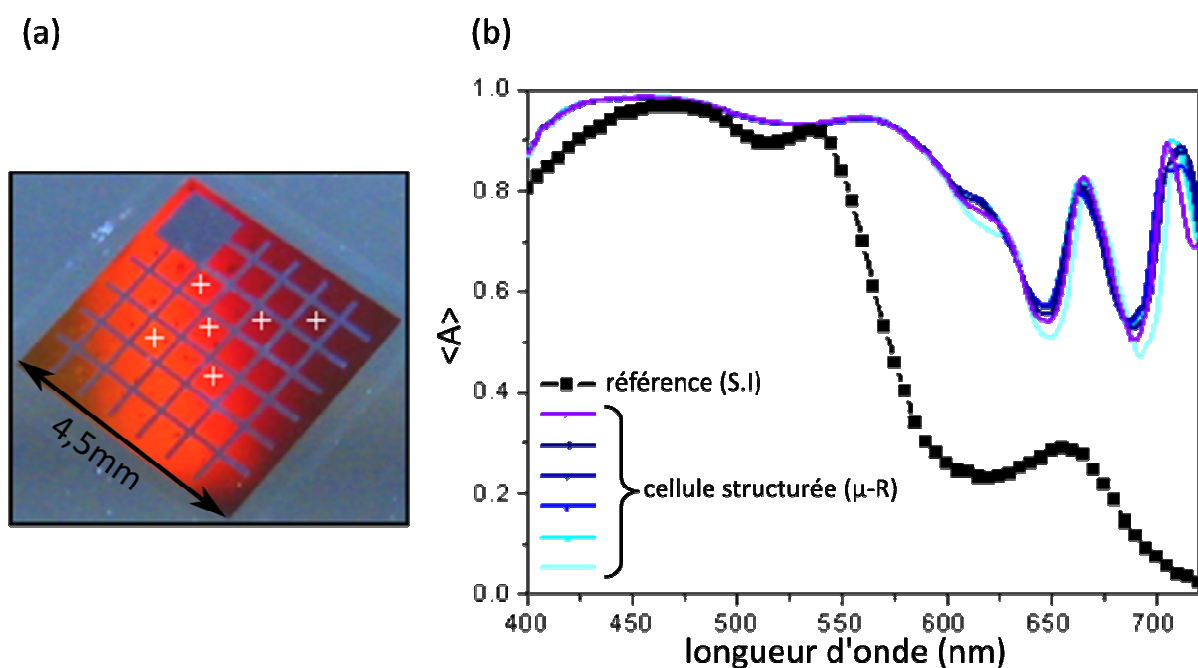 (a)
4,5mm
(b)
<A>
1.0
0.8
0.6
0.4
0.2
0.0
référence (S.I)
cellule structurée (µ-R)
400 450 500 550 600 650 700
longueur d'onde (nm)